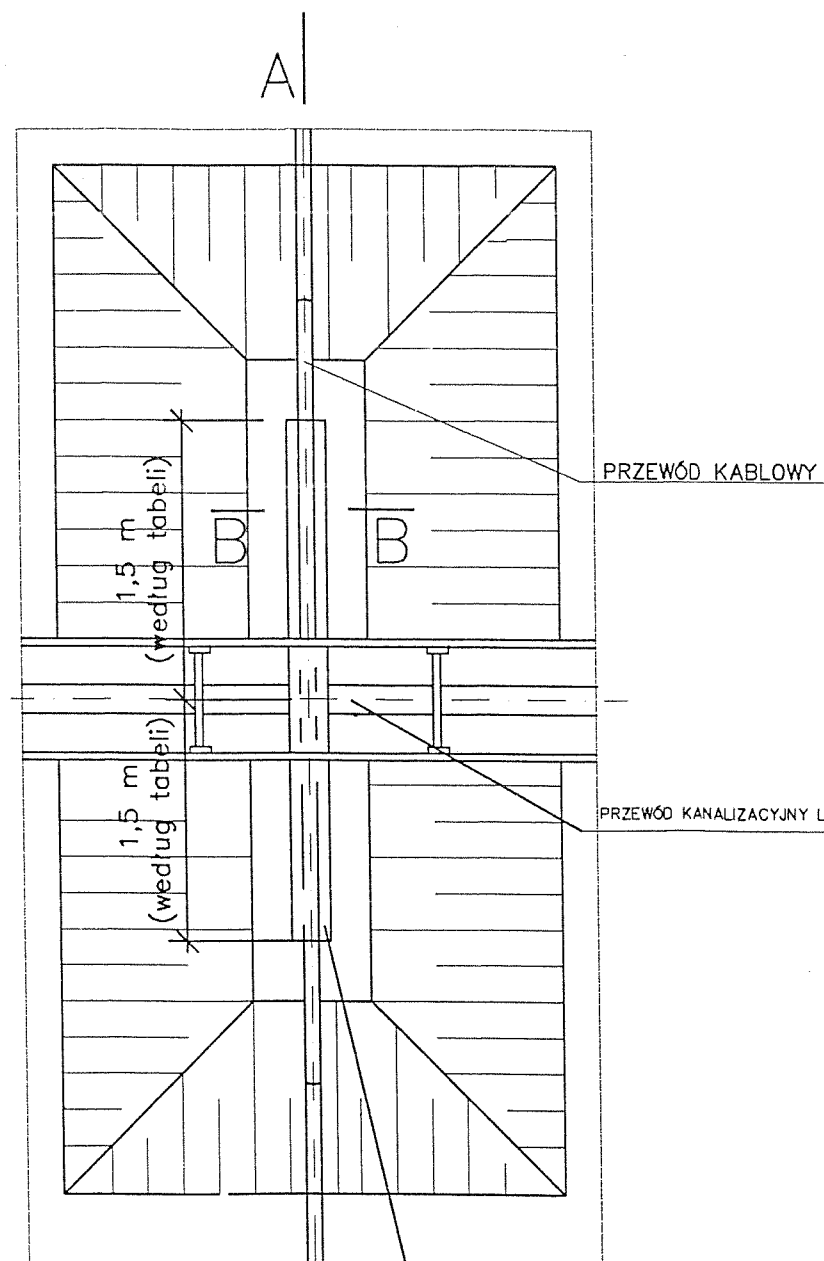 A
PRZEWÓD KABLOWY
1,5 m
(według tabeli)
B
B
1,5 m
(według tabeli)
PRZEWÓD KANALIZACYJNY L